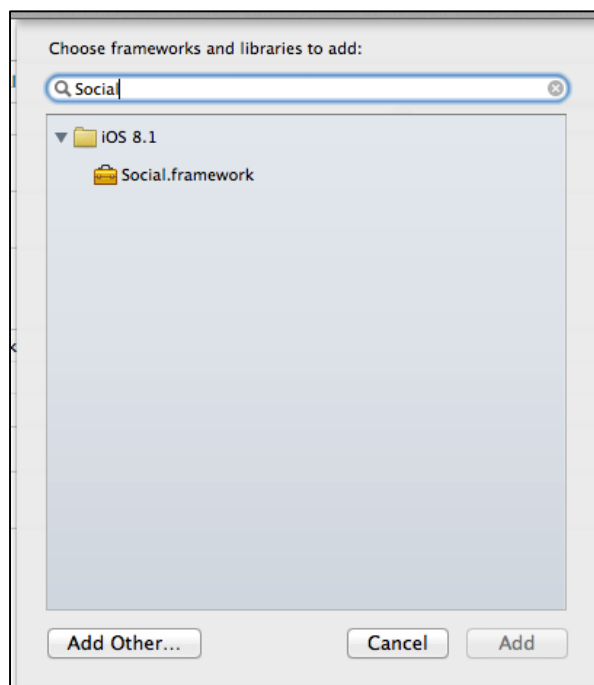 Choose frameworks and libraries to add:
Social
iOS 8.1
Social.framework
Add Other...
Cancel
Add